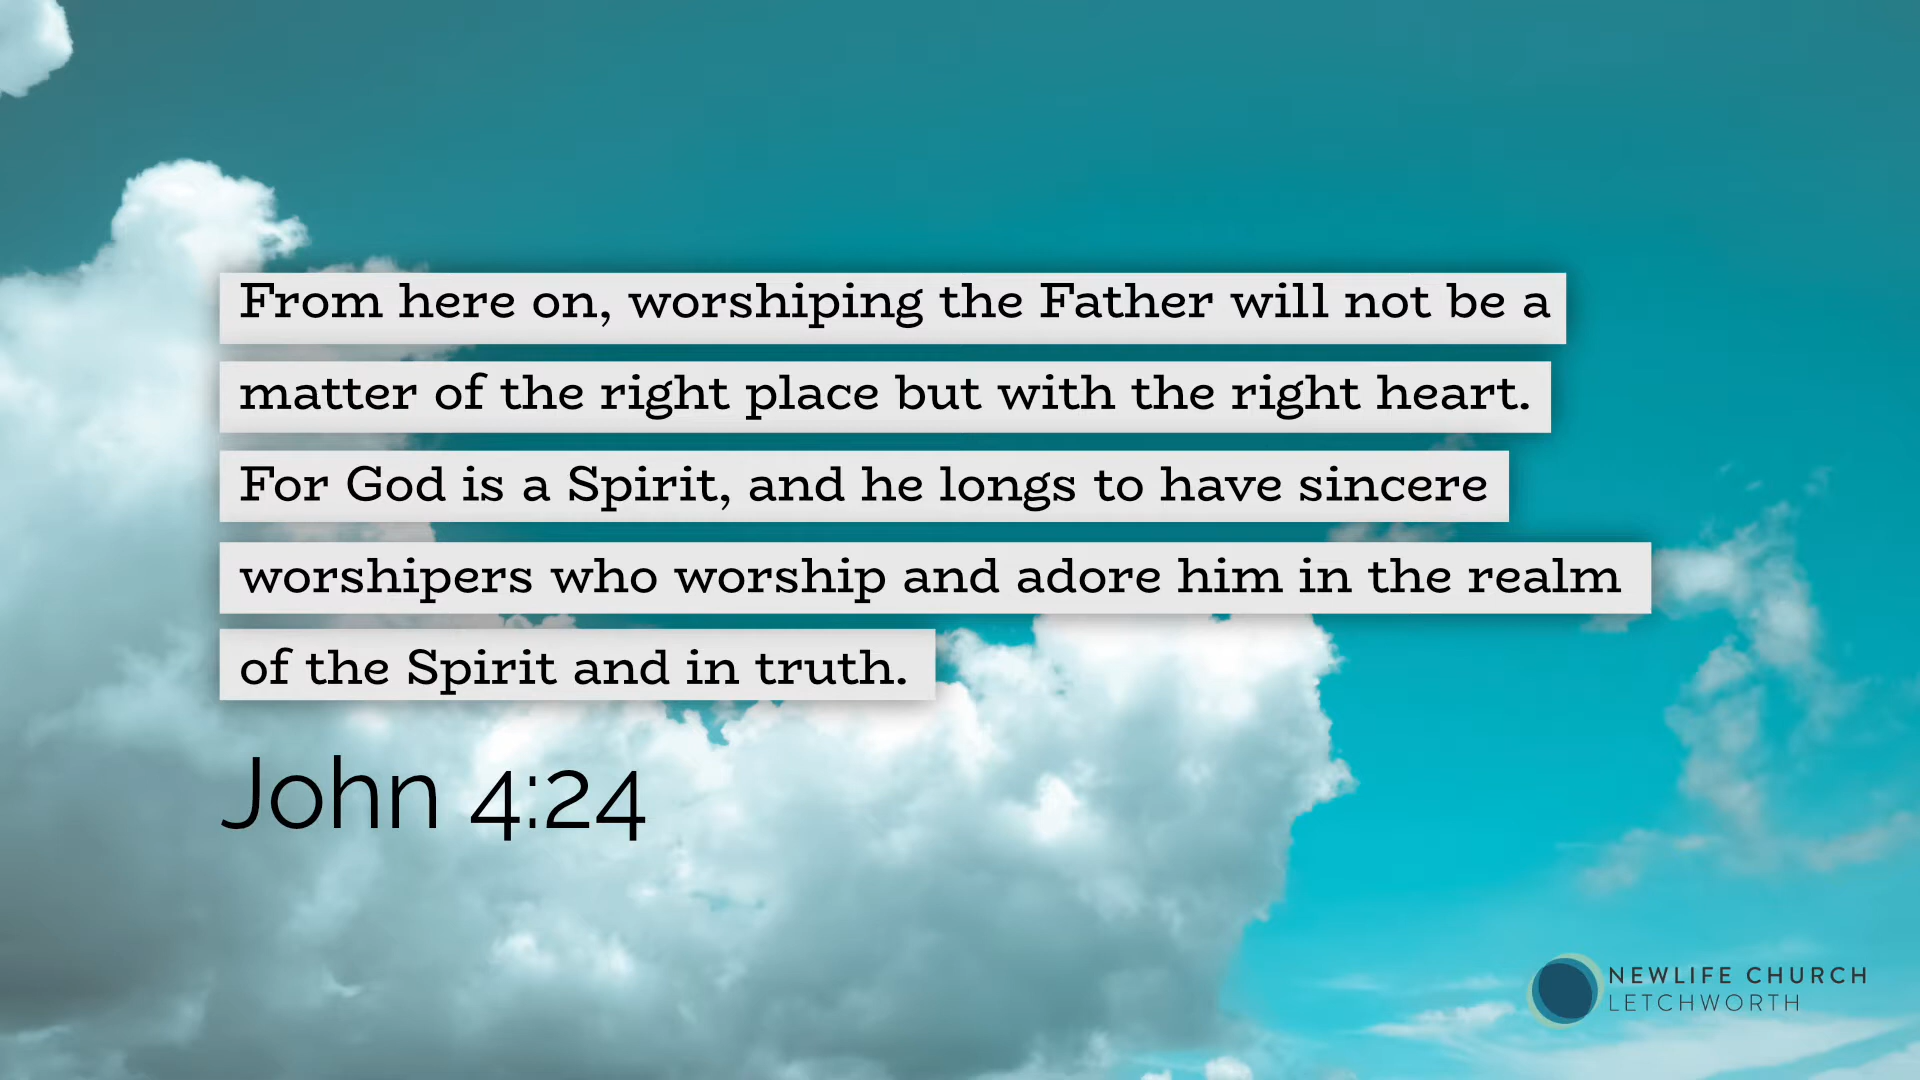 From here on, worshiping the Father will not be a
matter of the right place but with the right heart.
For God is a Spirit, and he longs to have sincere
worshipers who worship and adore him in the realm
of the Spirit and in truth.
John 4:24
NEWLIFE CHURCH
LETCHWORTH